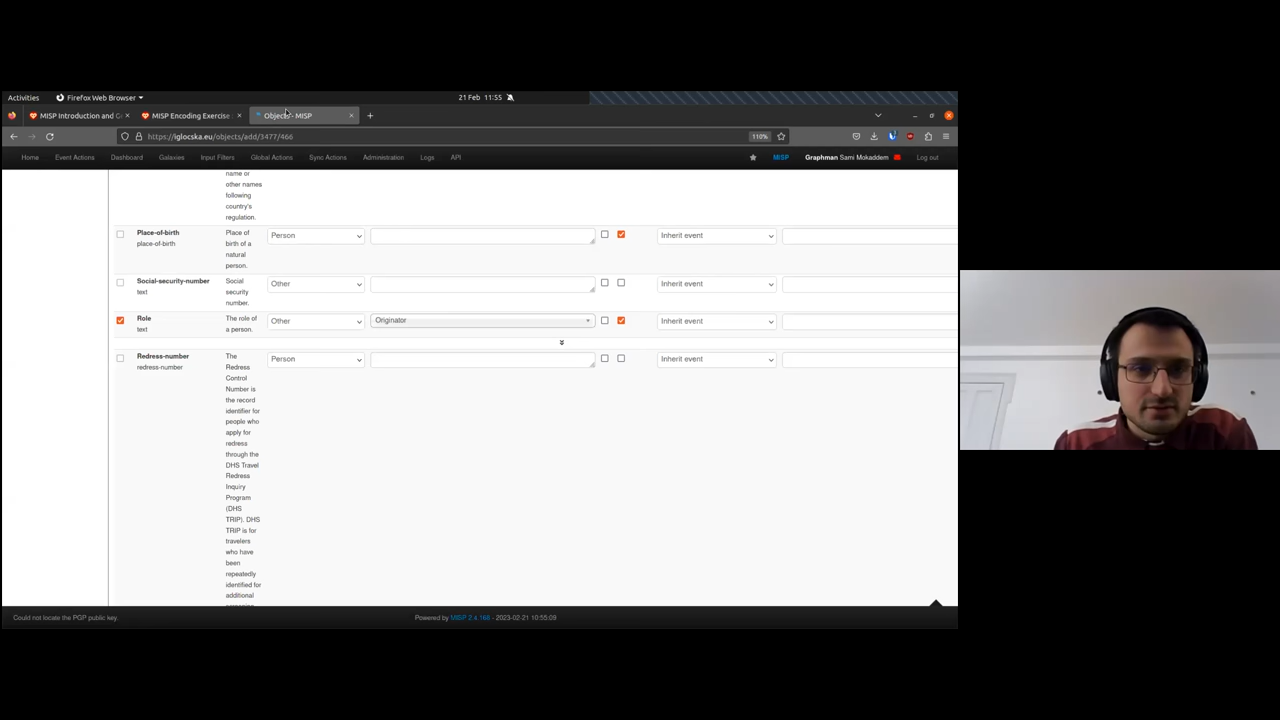 Activities
Firefox Web Browser
21 Feb 11:55
MISP Introduction and G
MISP Encoding Exercise
Objects - MISP
https://iglocska.eu/objects/add/3477/466
110%
Home
Event Actions
Dashboard
Galaxies
Input Filters
Global Actions
Sync Actions
Administration
Logs
API
MISP
Graphman Sami Mokaddem
Log out
name or
other names
following
country's
regulation.
Place-of-birth
place-of-birth
Place of
birth of a
natural
person.
Person
Inherit event
Social-security-number
text
Social
security
number.
Other
Inherit event
Role
text
The role of
a person.
Other
Originator
Inherit event
Redress-number
redress-number
The
Redress
Control
Number is
the record
identifier for
people who
apply for
redress
through the
DHS Travel
Redress
Inquiry
Program
(DHS
TRIP). DHS
TRIP is for
travelers
who have
been
repeatedly
identified for
additional
Person
Inherit event
Could not locate the PGP public key.
Powered by MISP 2.4.168 - 2023-02-21 10:55:09